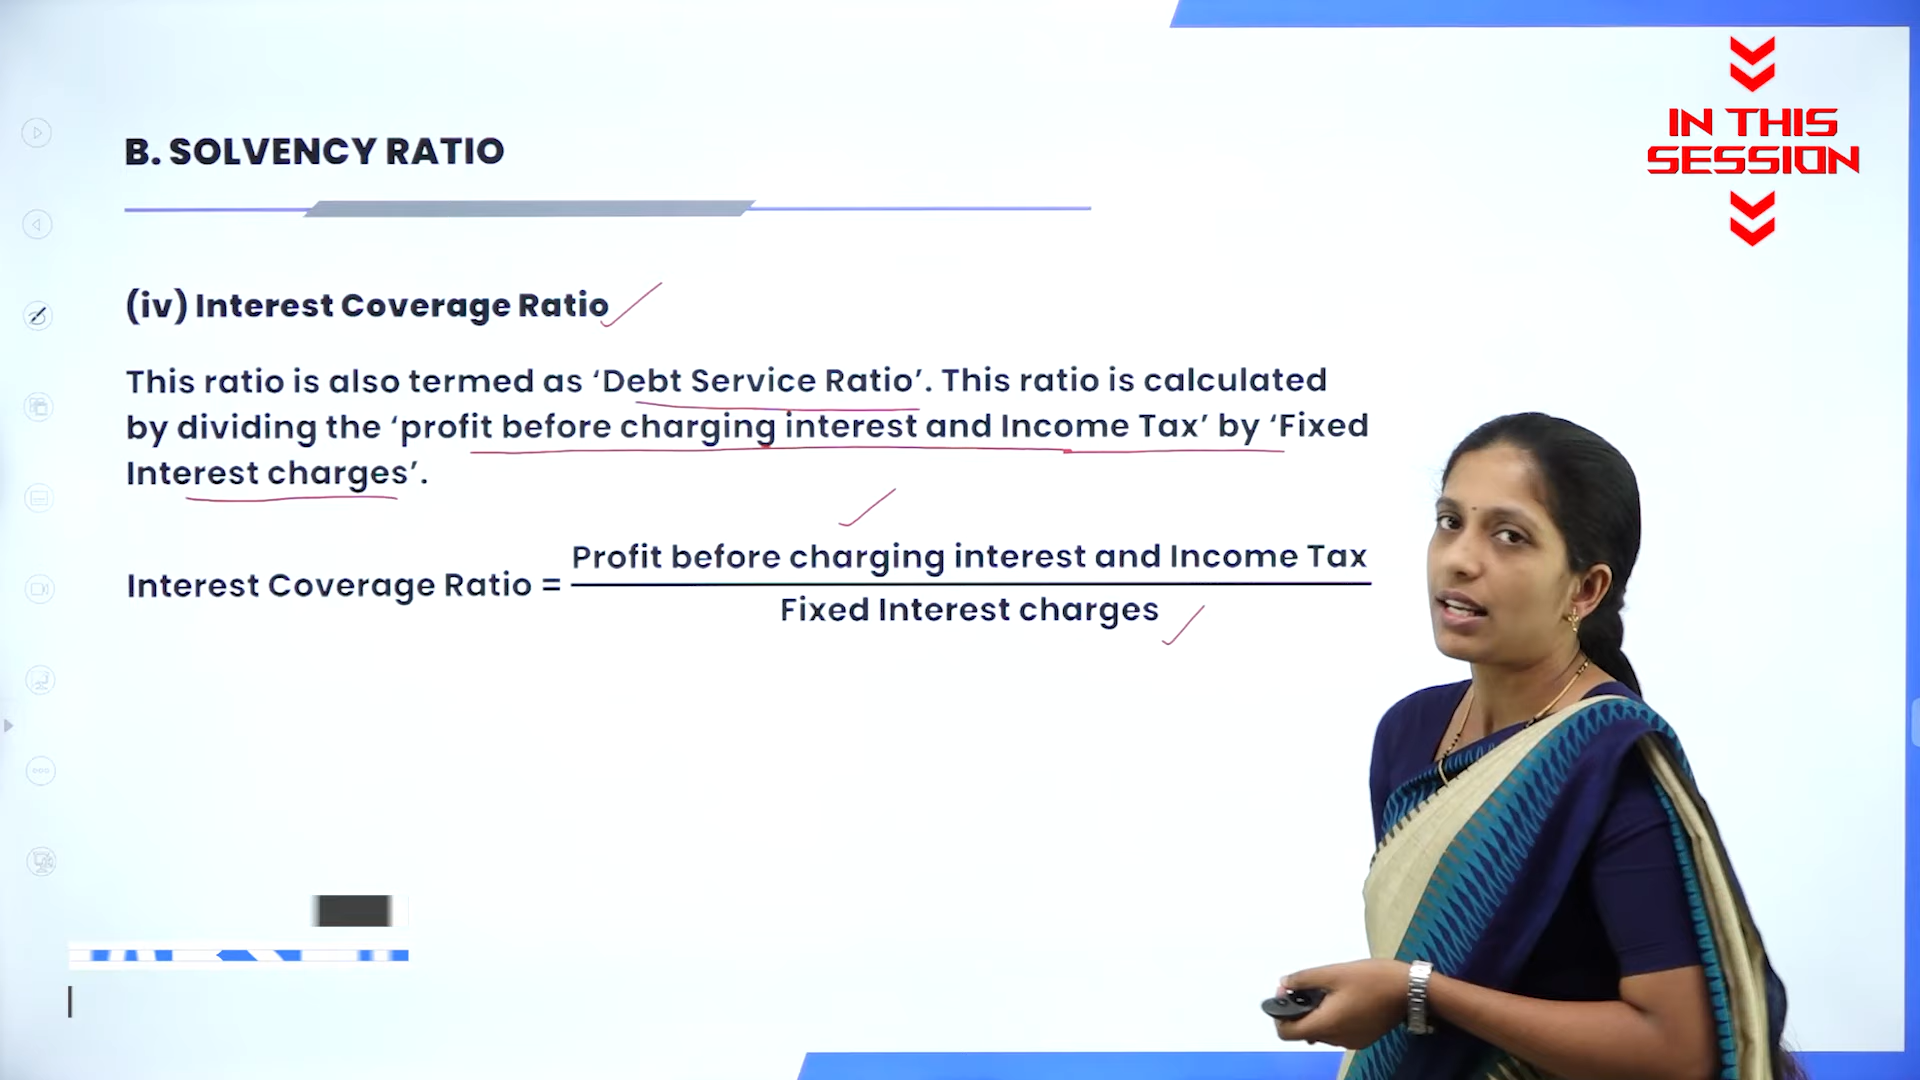 IN THIS
SESSION
B. SOLVENCY RATIO
(iv) Interest Coverage Ratio
This ratio is also termed as ‘Debt Service Ratio’. This ratio is calculated
by dividing the ‘profit before charging interest and Income Tax’ by ‘Fixed
Interest charges’.
Interest Coverage Ratio = Profit before charging interest and Income Tax
Fixed Interest charges